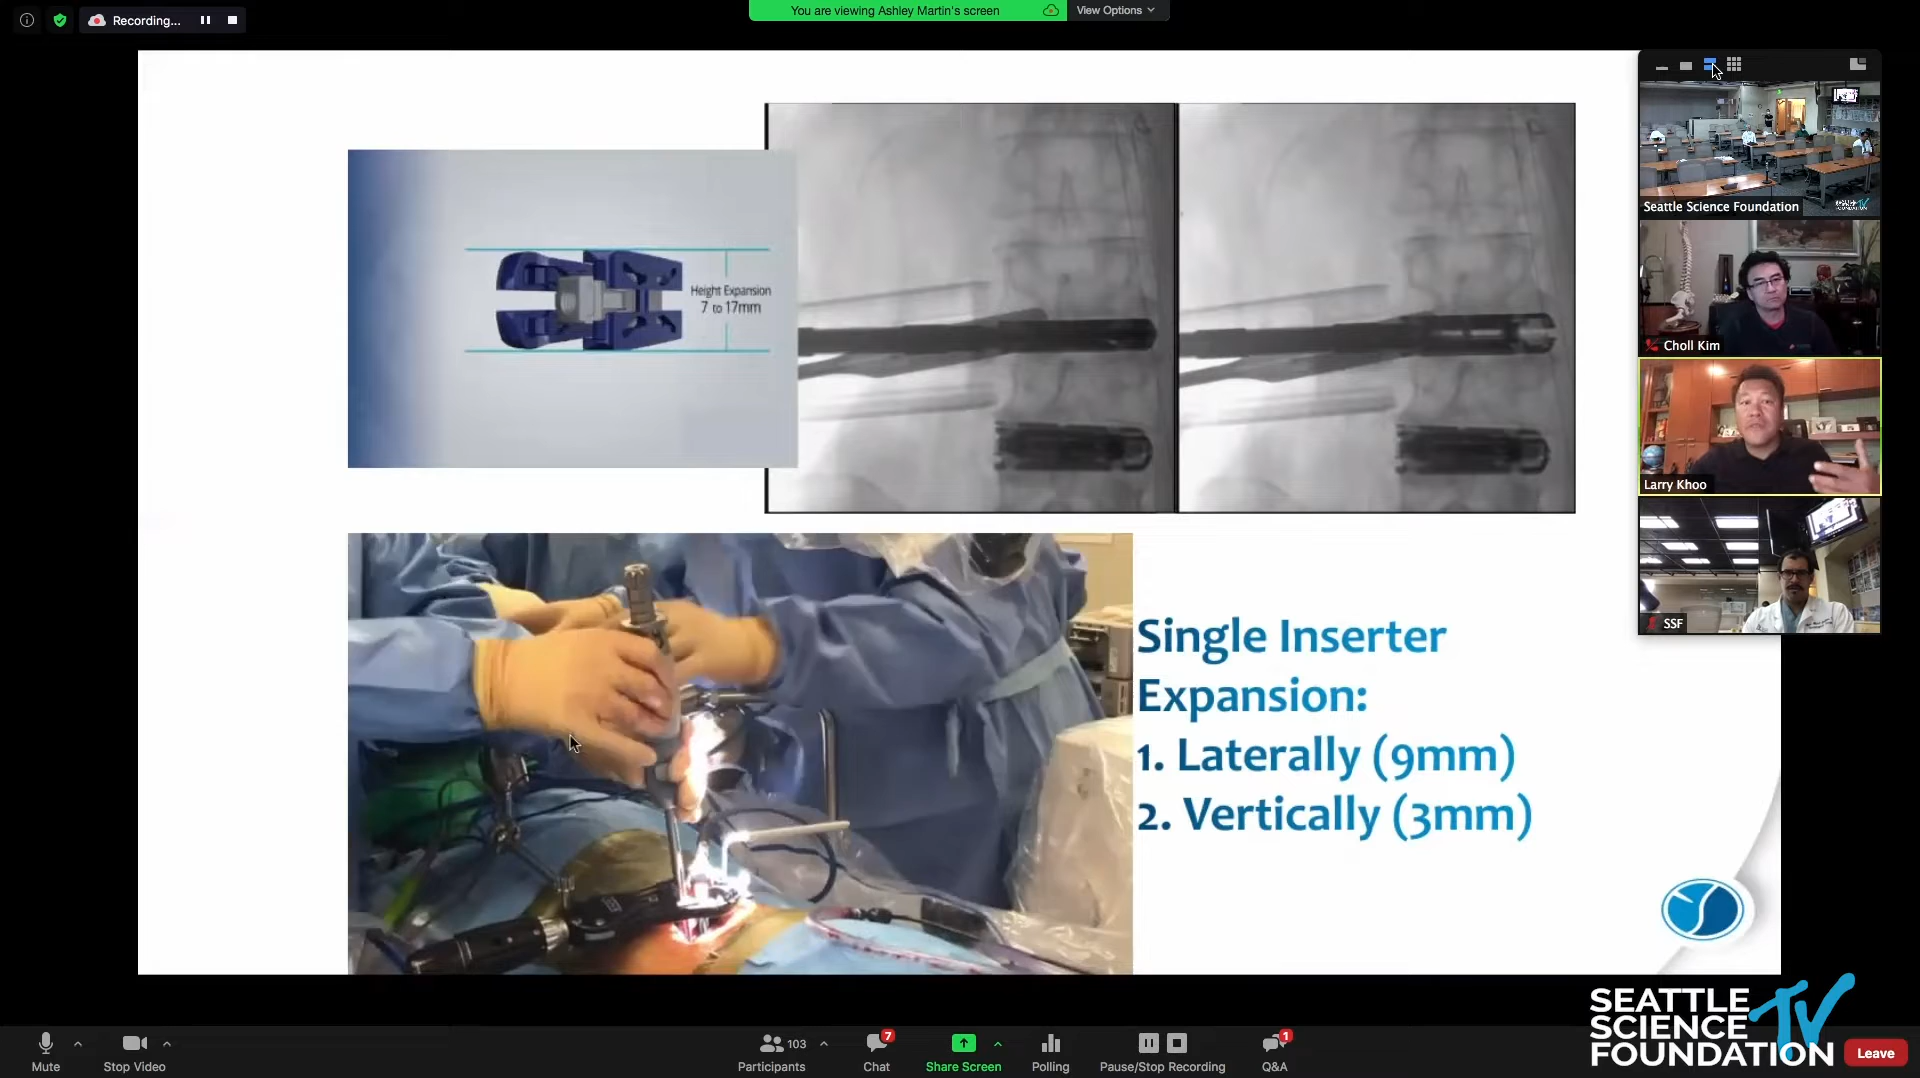 Recording...
You are viewing Ashley Martin's screen
View Options
Height Expansion
7 to 17mm
Single Inserter
Expansion:
1. Laterally (9mm)
2. Vertically (3mm)
Seattle Science Foundation
Choll Kim
Larry Khoo
SSF
SEATTLE
SCIENCE
FOUNDATION
TV
Mute
Stop Video
103
Participants
7
Chat
Share Screen
Polling
Pause/Stop Recording
1
Q&A
Leave